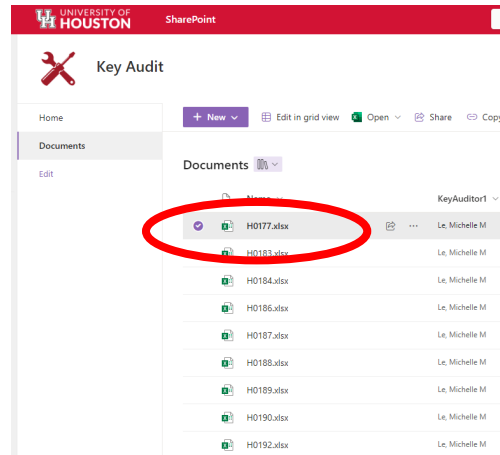 UNIVERSITY OF
HOUSTON
SharePoint
Key Audit
Home
Documents
Edit
+ New
Edit in grid view
Open
Share
Copy
Documents
Name
KeyAuditor1
H0177.xlsx
Le, Michelle M
H0183.xlsx
Le, Michelle M
H0184.xlsx
Le, Michelle M
H0186.xlsx
Le, Michelle M
H0187.xlsx
Le, Michelle M
H0188.xlsx
Le, Michelle M
H0189.xlsx
Le, Michelle M
H0190.xlsx
Le, Michelle M
H0192.xlsx
Le, Michelle M